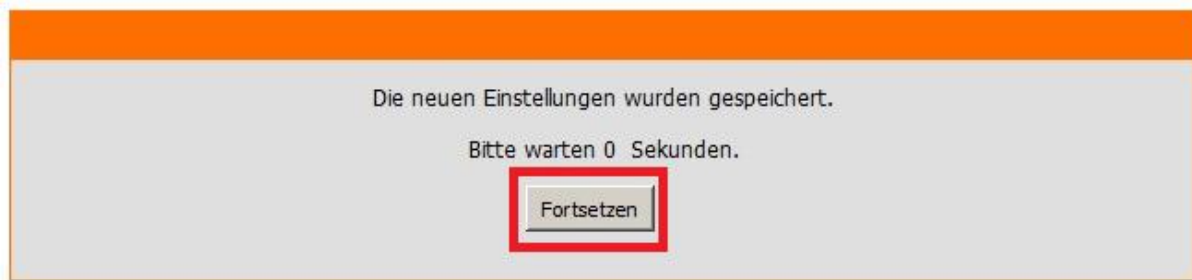 Die neuen Einstellungen wurden gespeichert.
Bitte warten 0 Sekunden.
Fortsetzen